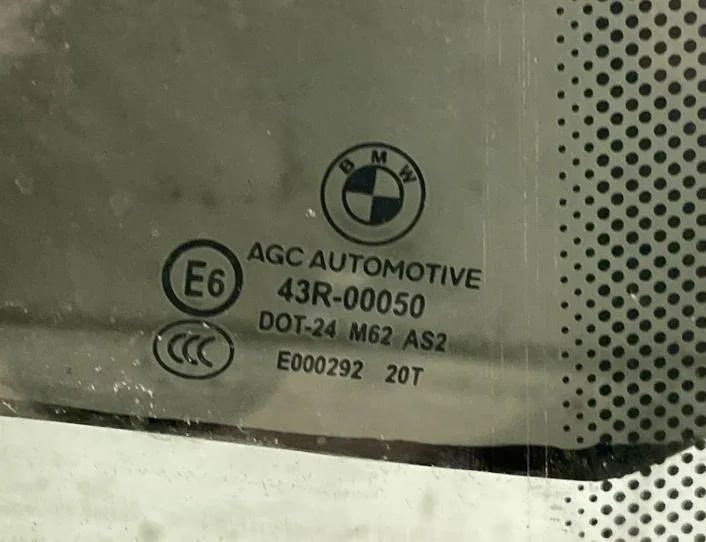 BMW
AGC AUTOMOTIVE
E6 43R-00050
DOT-24 M62 AS2
CCC
E000292 20T